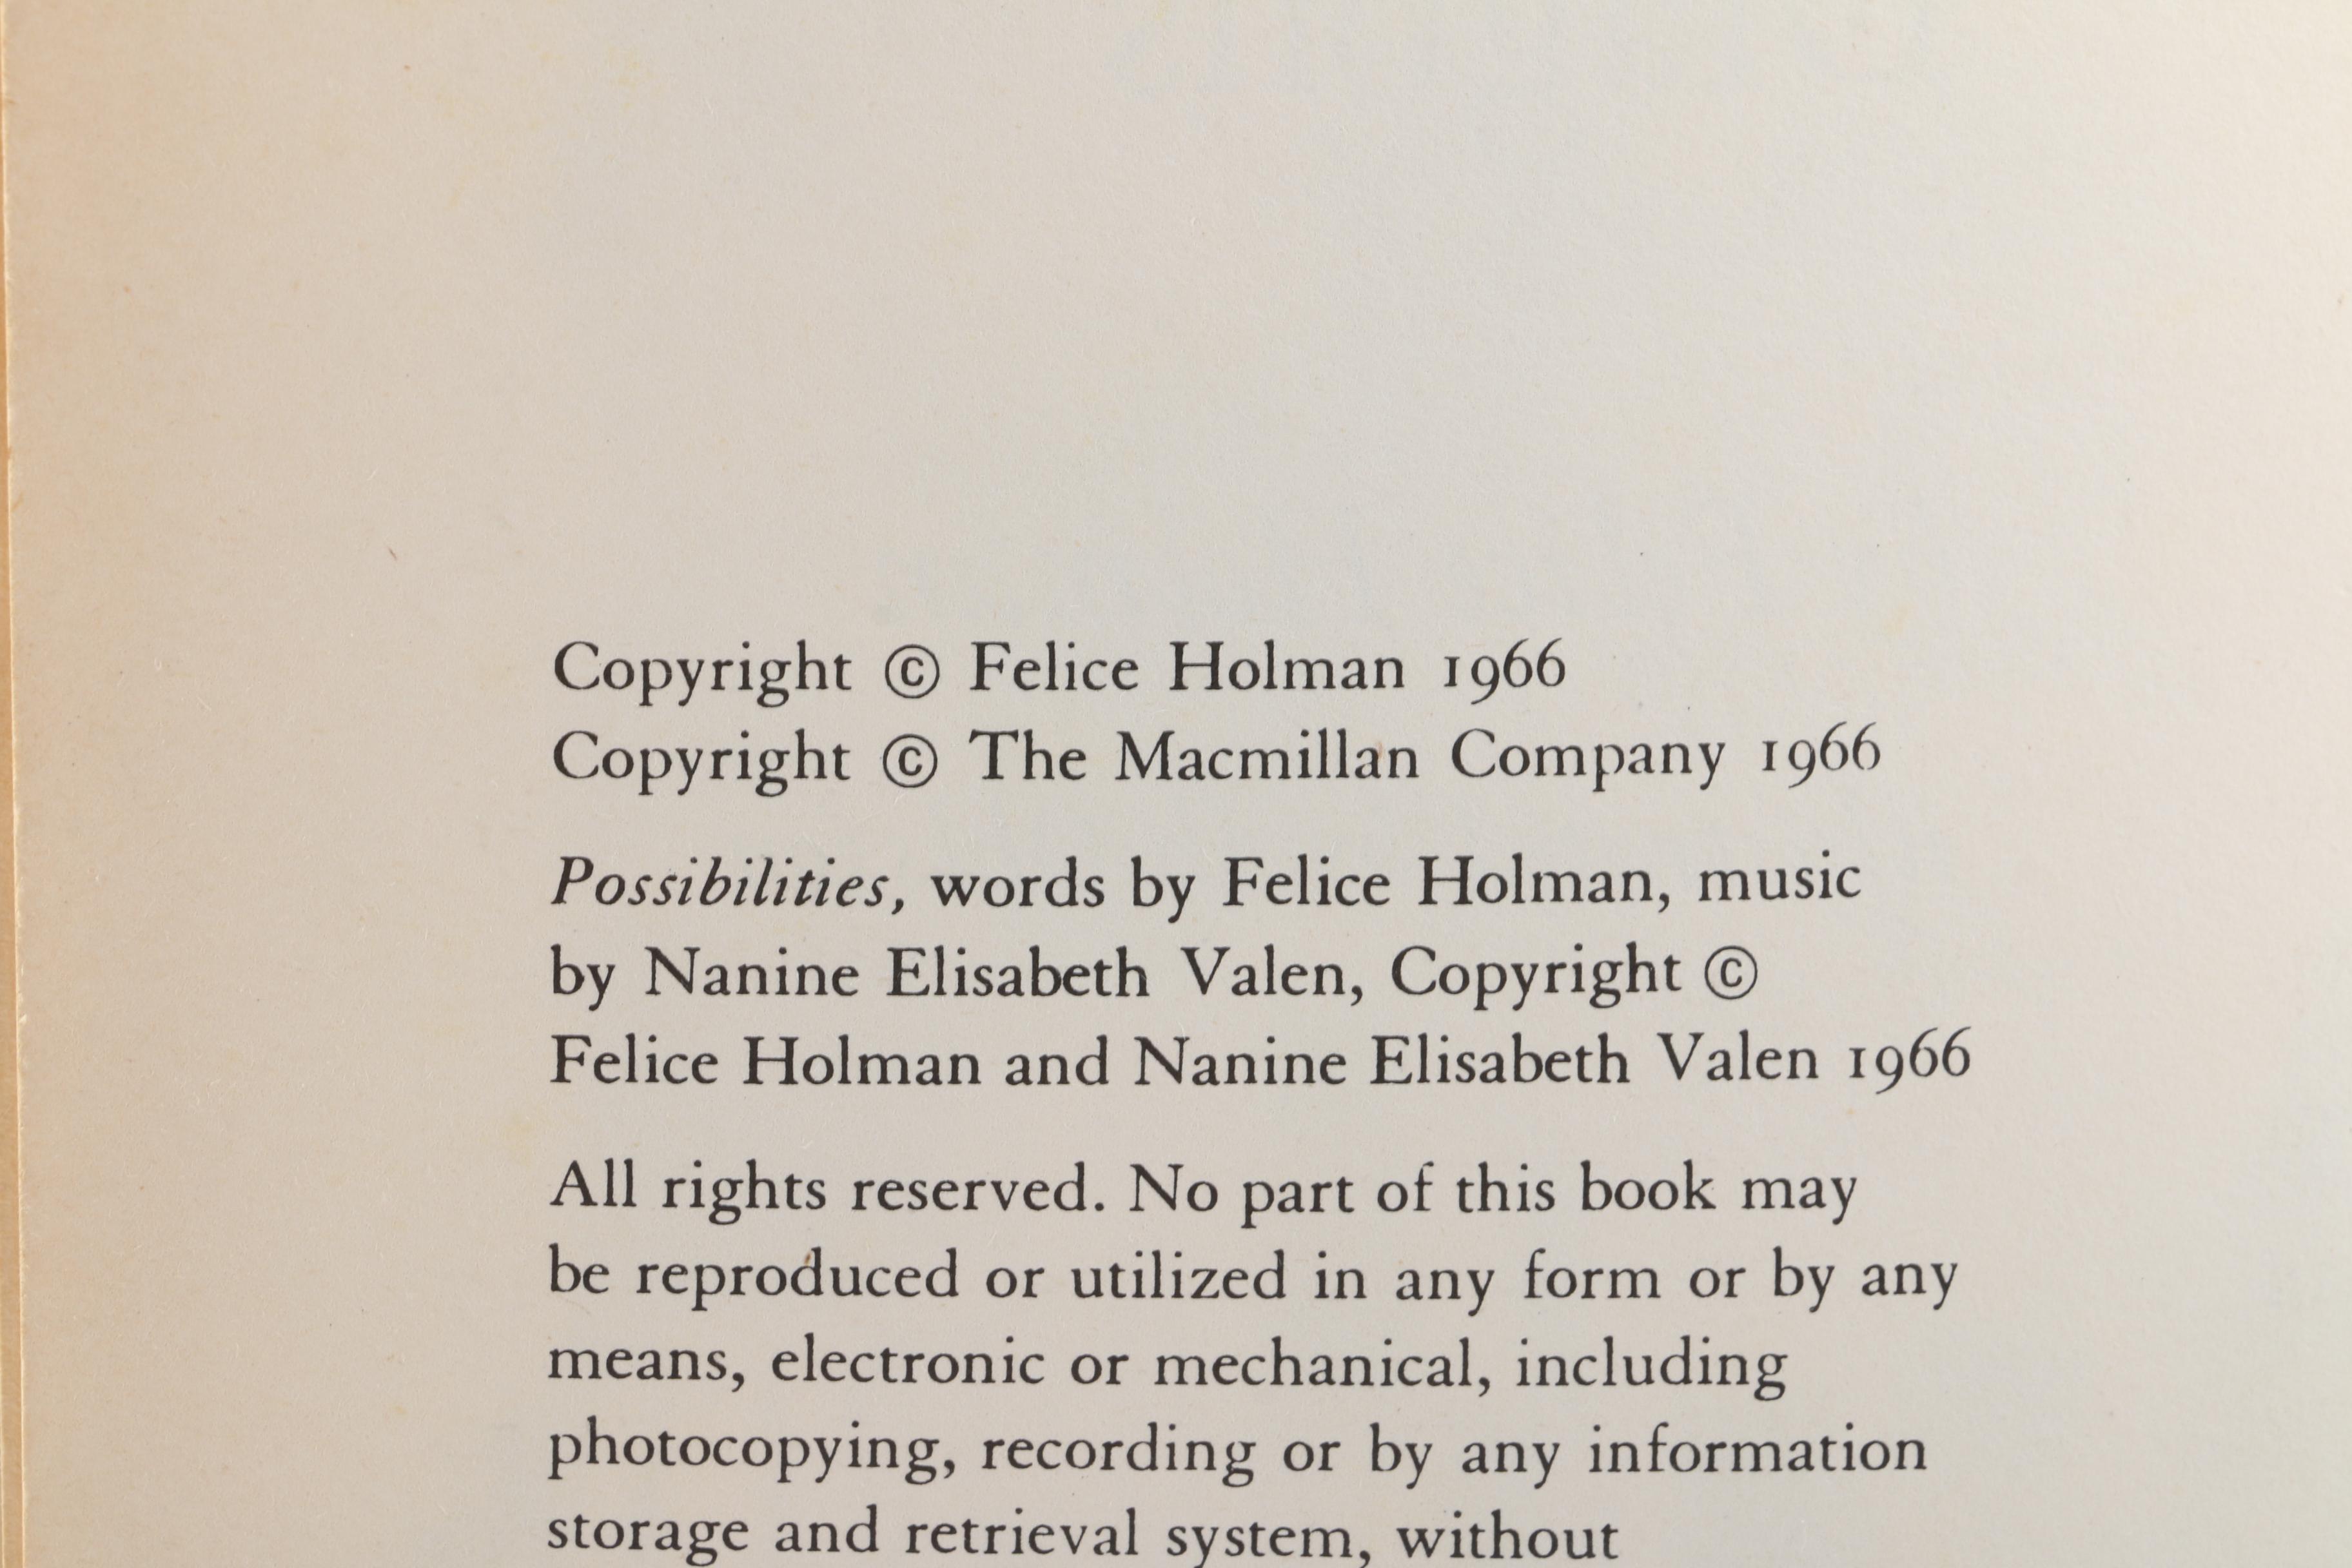 Copyright © Felice Holman 1966
Copyright © The Macmillan Company 1966
Possibilities, words by Felice Holman, music
by Nanine Elisabeth Valen, Copyright ©
Felice Holman and Nanine Elisabeth Valen 1966
All rights reserved. No part of this book may
be reproduced or utilized in any form or by any
means, electronic or mechanical, including
photocopying, recording or by any information
storage and retrieval system, without